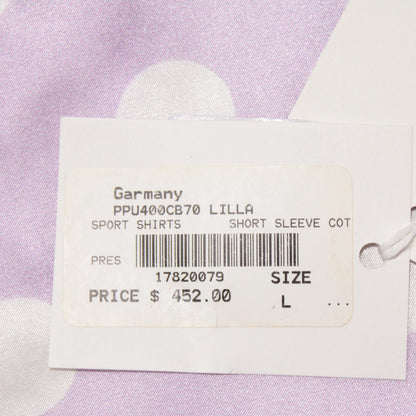 Garmany
PPU400CB70 LILLA
SPORT SHIRTS SHORT SLEEVE COT
PRES
17820079 SIZE
PRICE $ 452.00 L ...